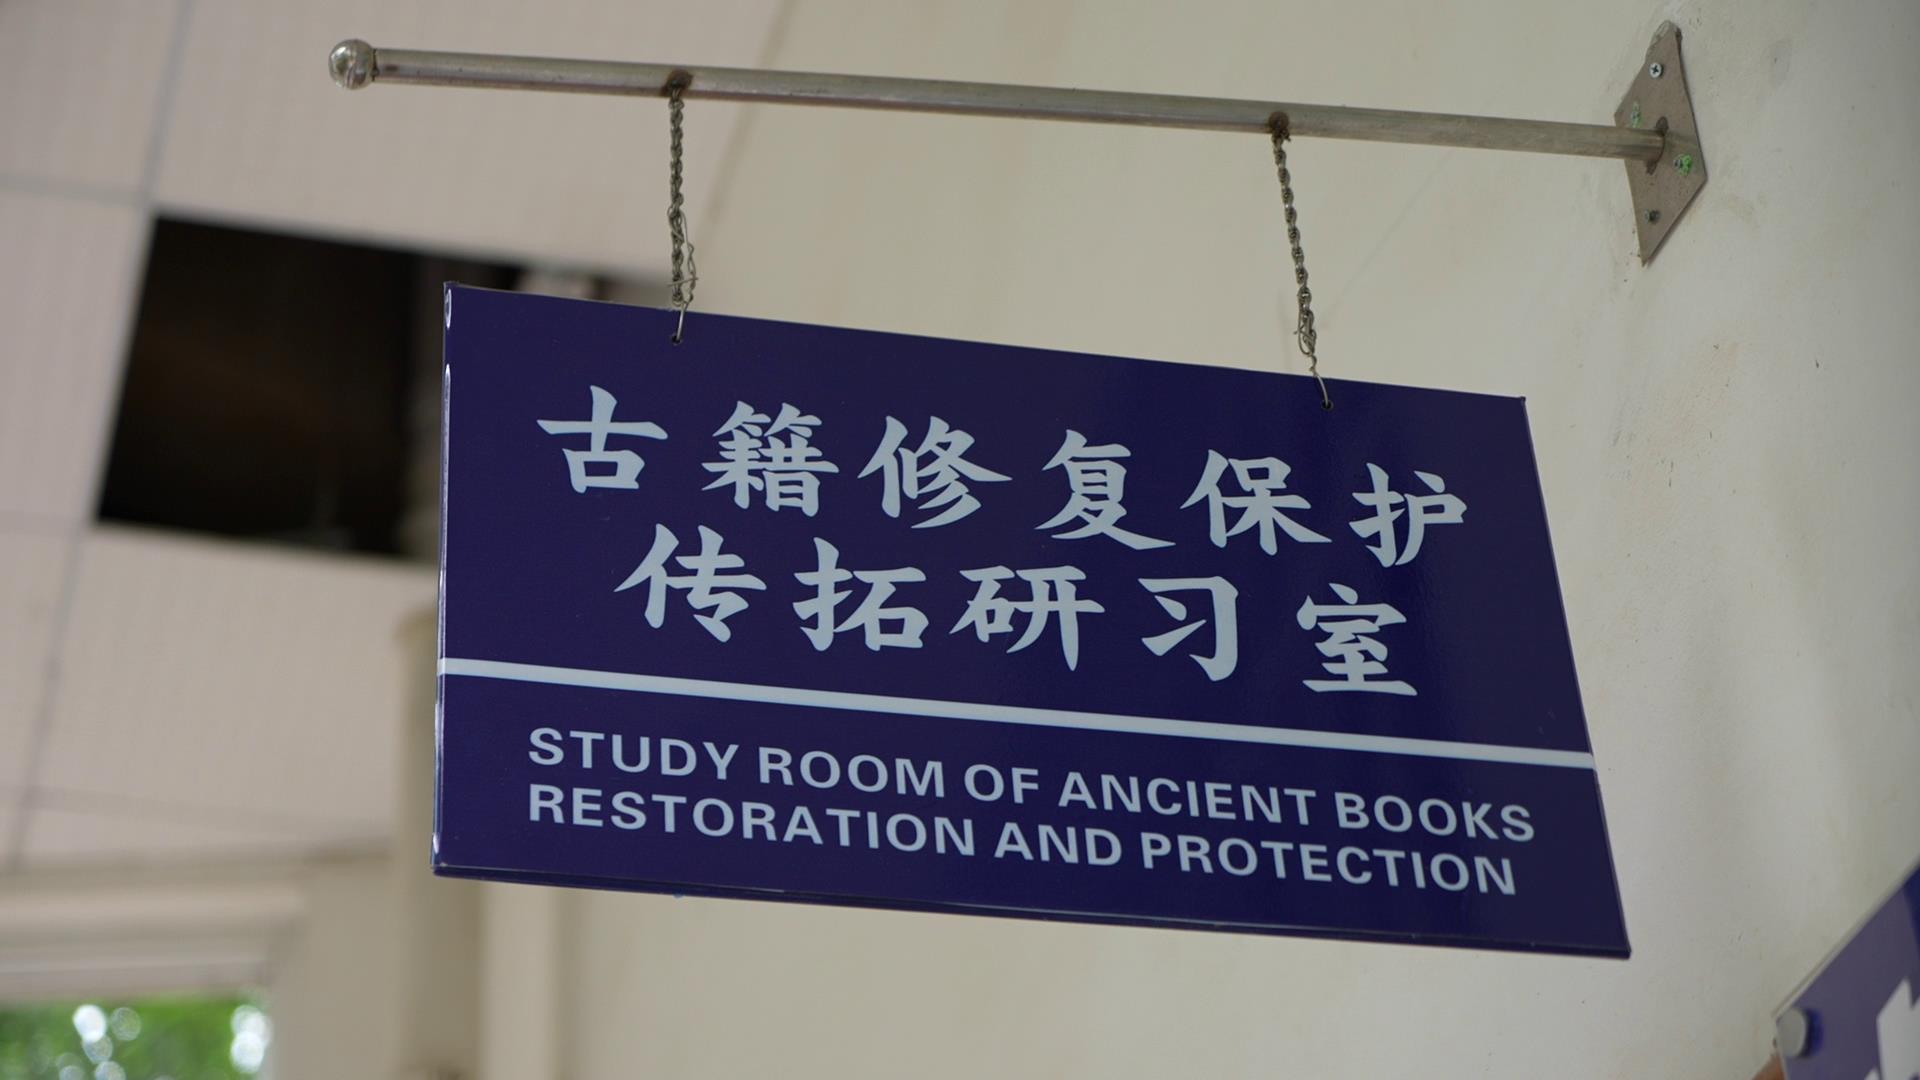 古籍修复保护
传拓研习室
STUDY ROOM OF ANCIENT BOOKS
RESTORATION AND PROTECTION